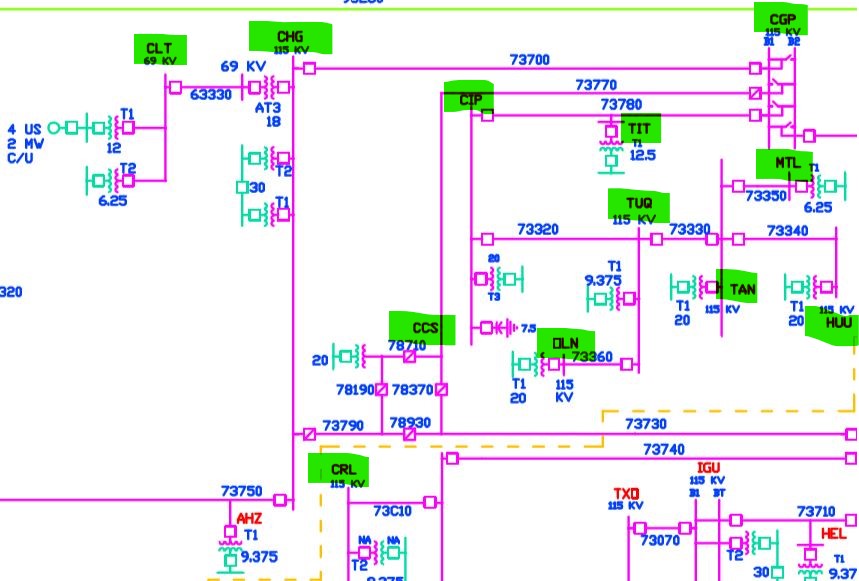 CGP
115 KV
B1 B2
CLT
69 KV
CHG
115 KV
69 KV
73700
63330
AT3
18
CIP
73770
73780
TIT
T1
12.5
4 US
2 MW
C/U
T1
12
T2
6.25
T2
30
T1
MTL
T1
73350
6.25
TUQ
115 KV
73320
73330
73340
20
T3
T1
9.375
T1
20
TAN
115 KV
T1
20
115 KV
HUU
320
7.5
CCS
78710
20
DLN
73360
T1
20
115
KV
78190
78370
73790
78930
73730
73740
CRL
115 KV
73750
AHZ
T1
9.375
73C10
NA
NA
T2
9.375
TXD
115 KV
IGU
115 KV
B1 BT
73070
T2
30
73710
HEL
T1
9.37